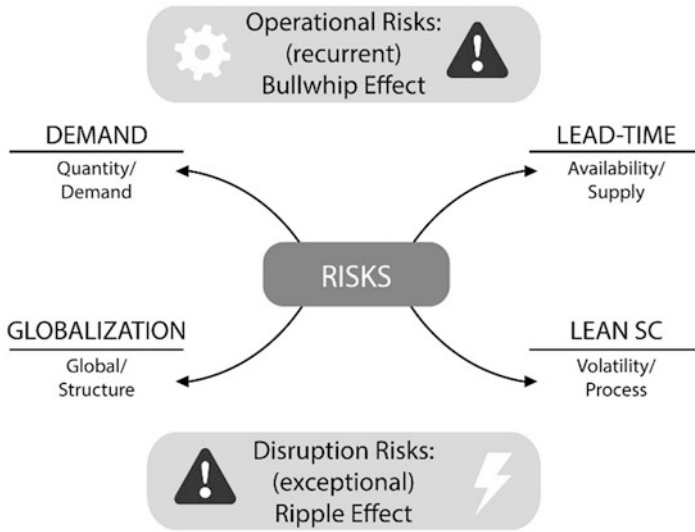 Operational Risks:
(recurrent)
Bullwhip Effect
DEMAND
Quantity/
Demand
LEAD-TIME
Availability/
Supply
RISKS
GLOBALIZATION
Global/
Structure
LEAN SC
Volatility/
Process
Disruption Risks:
(exceptional)
Ripple Effect